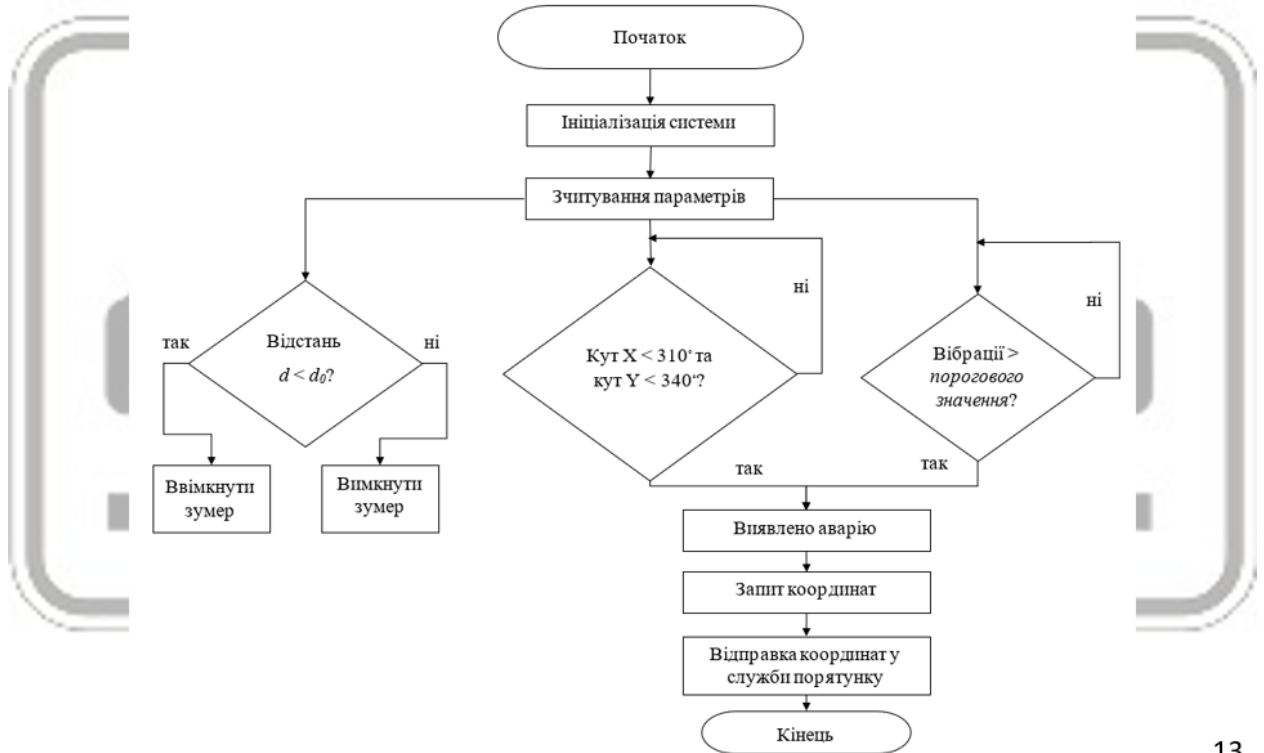 Початок
Ініціалізація системи
Зчитування параметрів
так
Відстань
d < d₀?
ні
Ввімкнути
зумер
Вимкнути
зумер
ні
Кут X < 310° та
кут Y < 340°?
так
ні
Вібрації >
порогового
значення?
так
Виявлено аварію
Запит координат
Відправка координат у
служби порятунку
Кінець
13